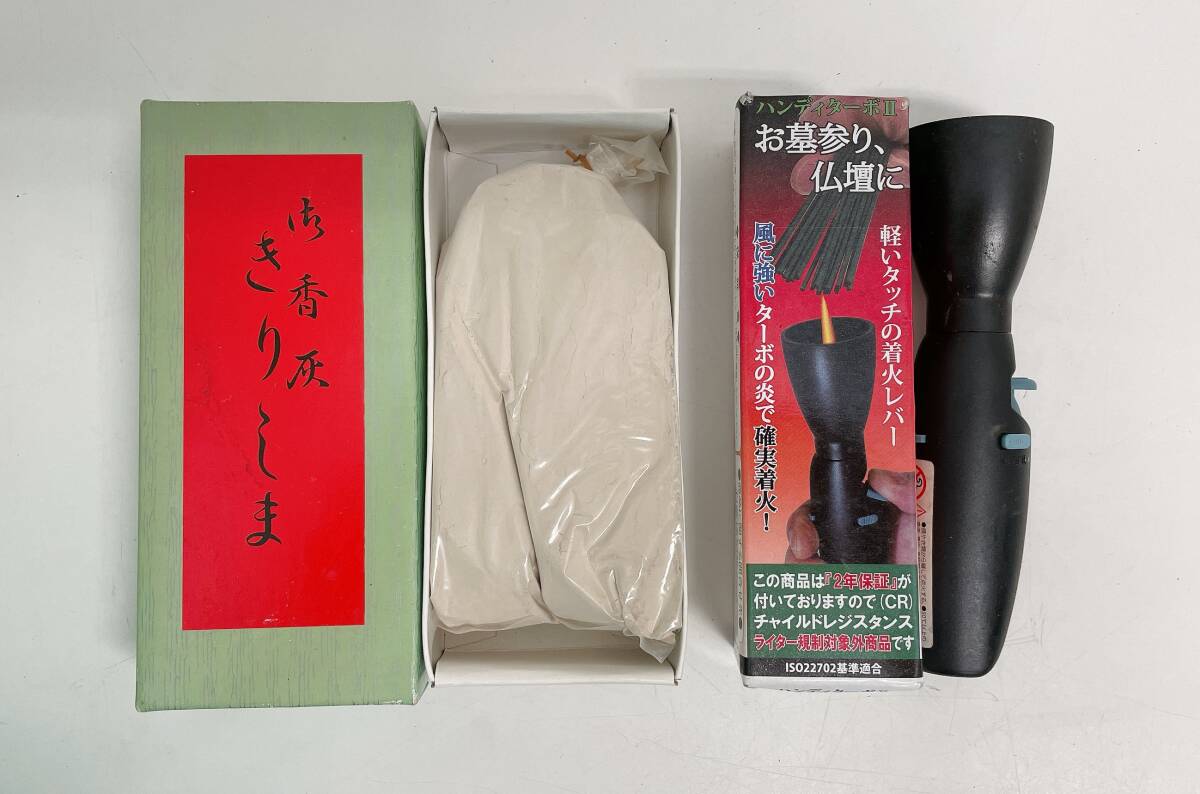 御香灰
きりしま
ハンディターボⅡ
お墓参り、
仏壇に
軽いタッチの着火レバー
風に強いターボの炎で確実着火！
この商品は『2年保証』が
付いておりますので（CR）
チャイルドレジスタンス
ライター規制対象外商品です
ISO22702基準適合